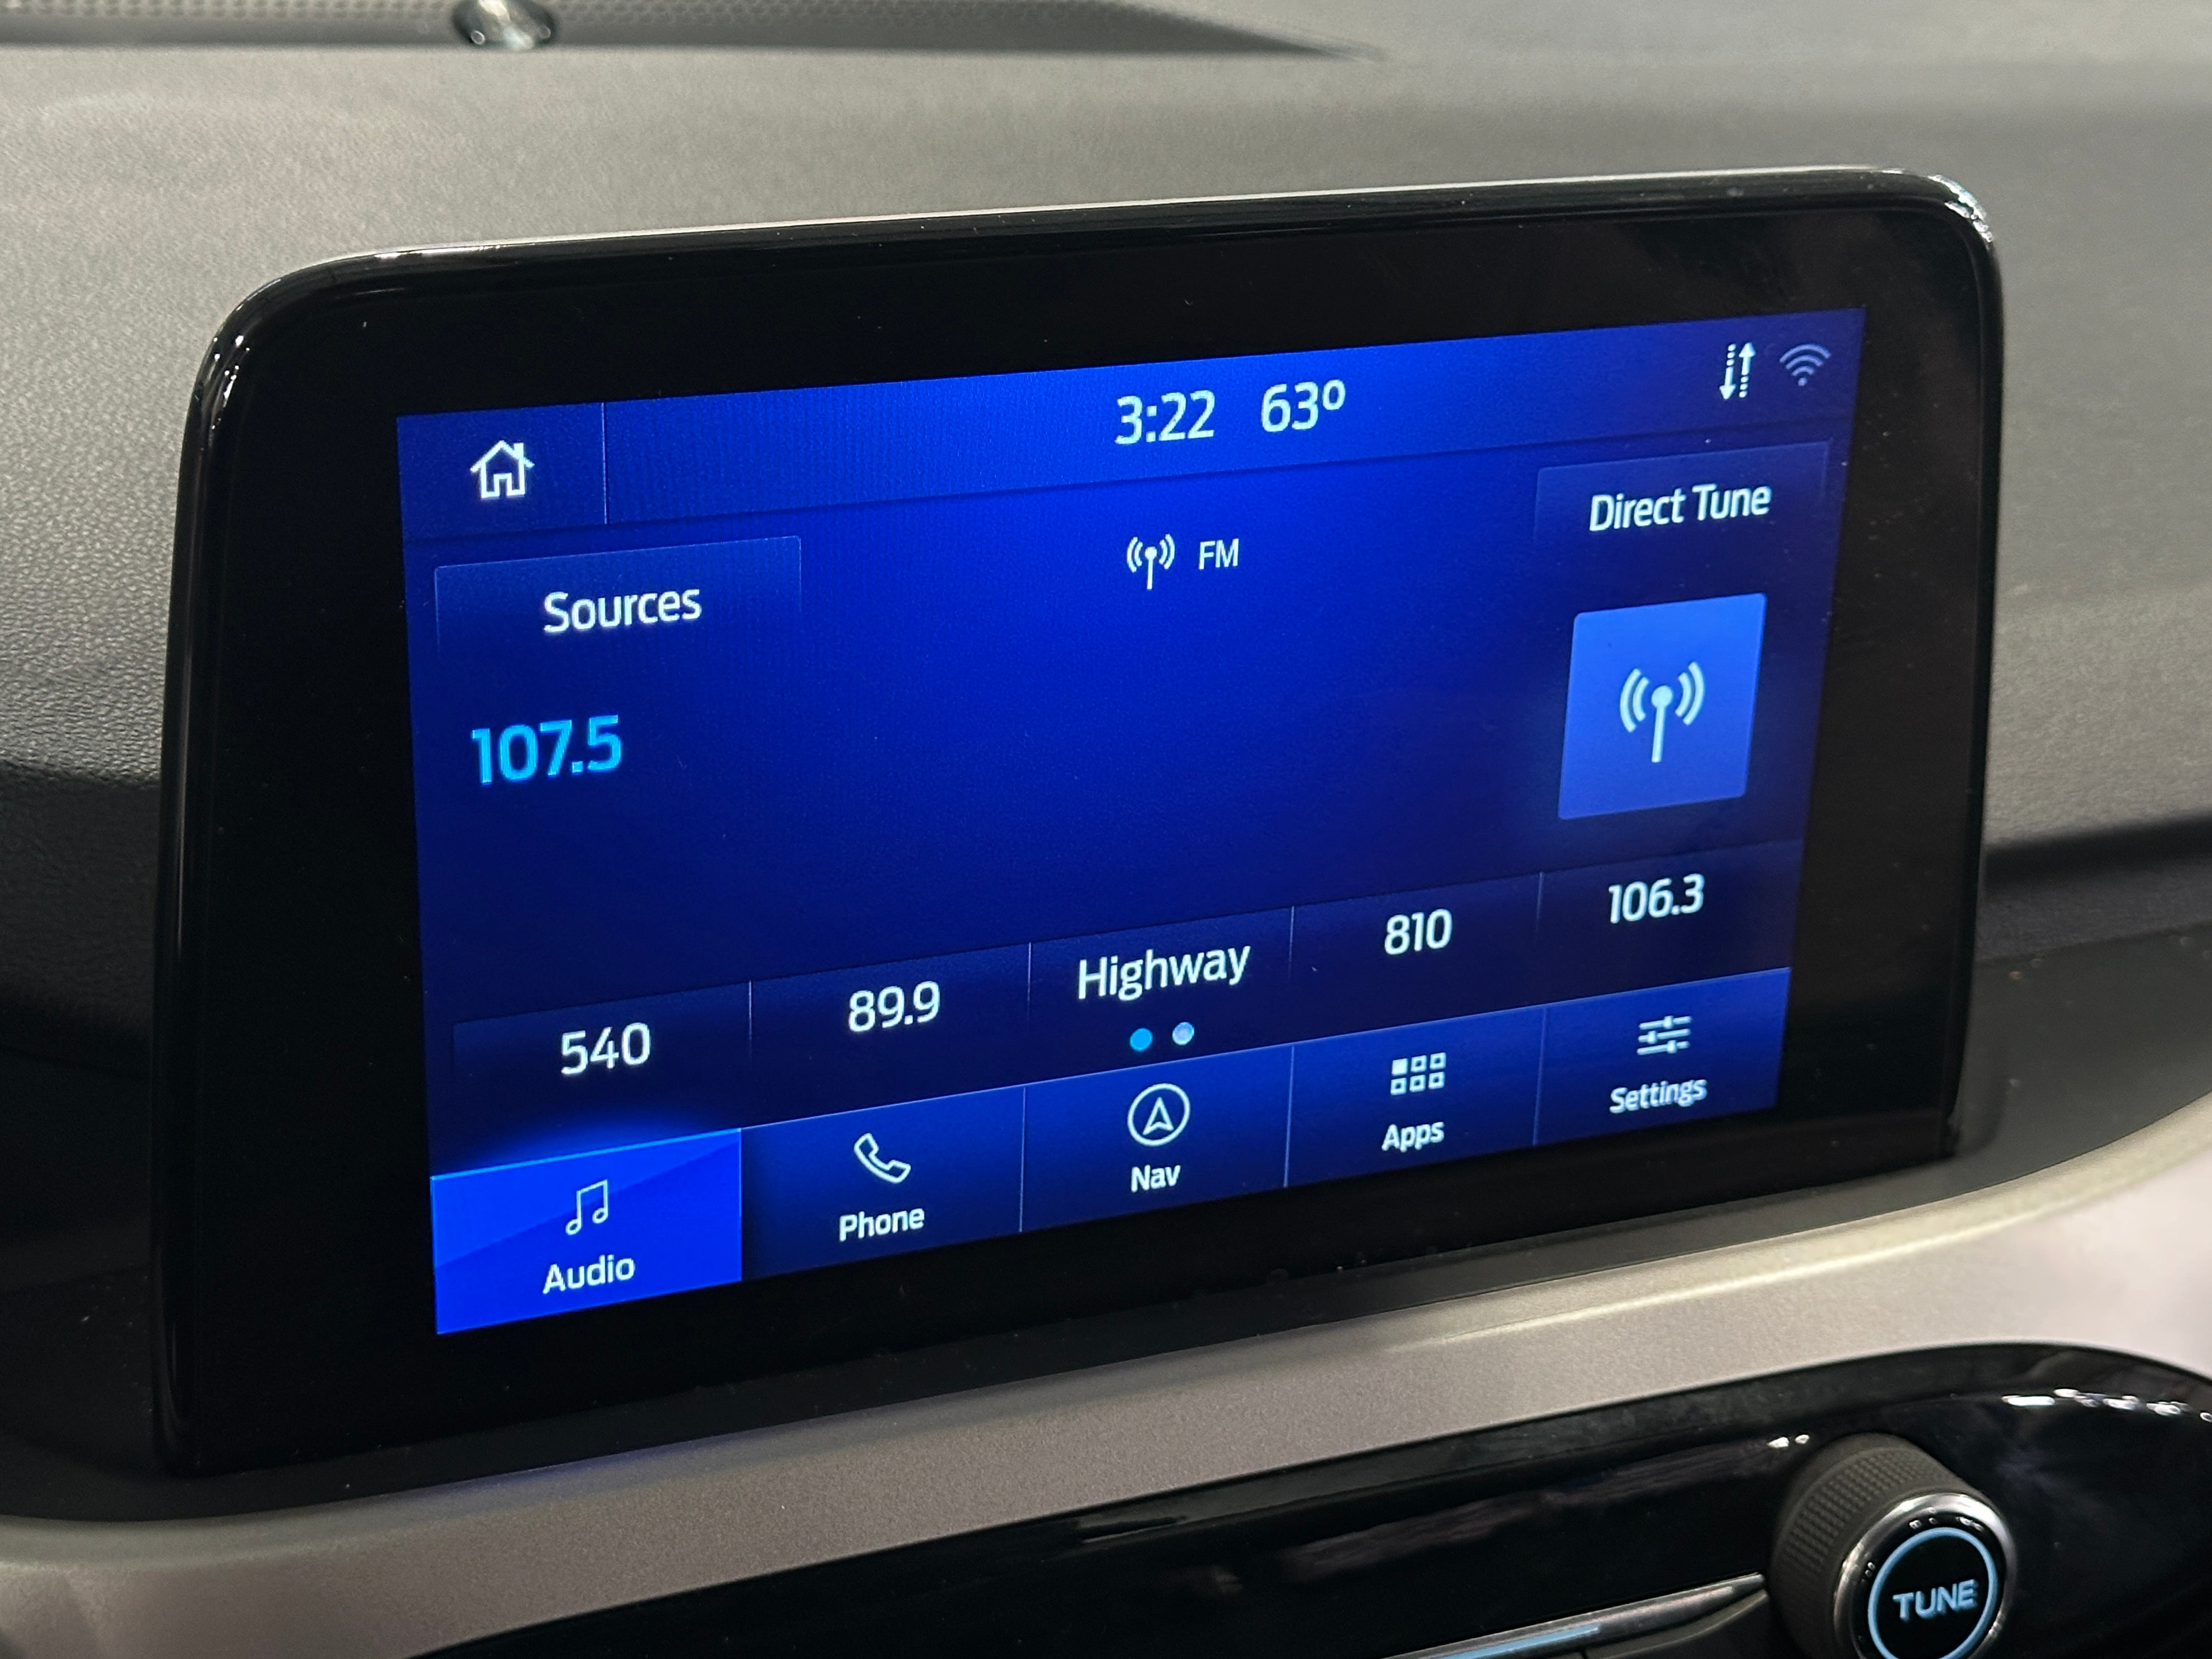 3:22 63º
Direct Tune
FM
Sources
107.5
540 89.9 Highway 810 106.3
Audio Phone Nav Apps Settings
TUNE